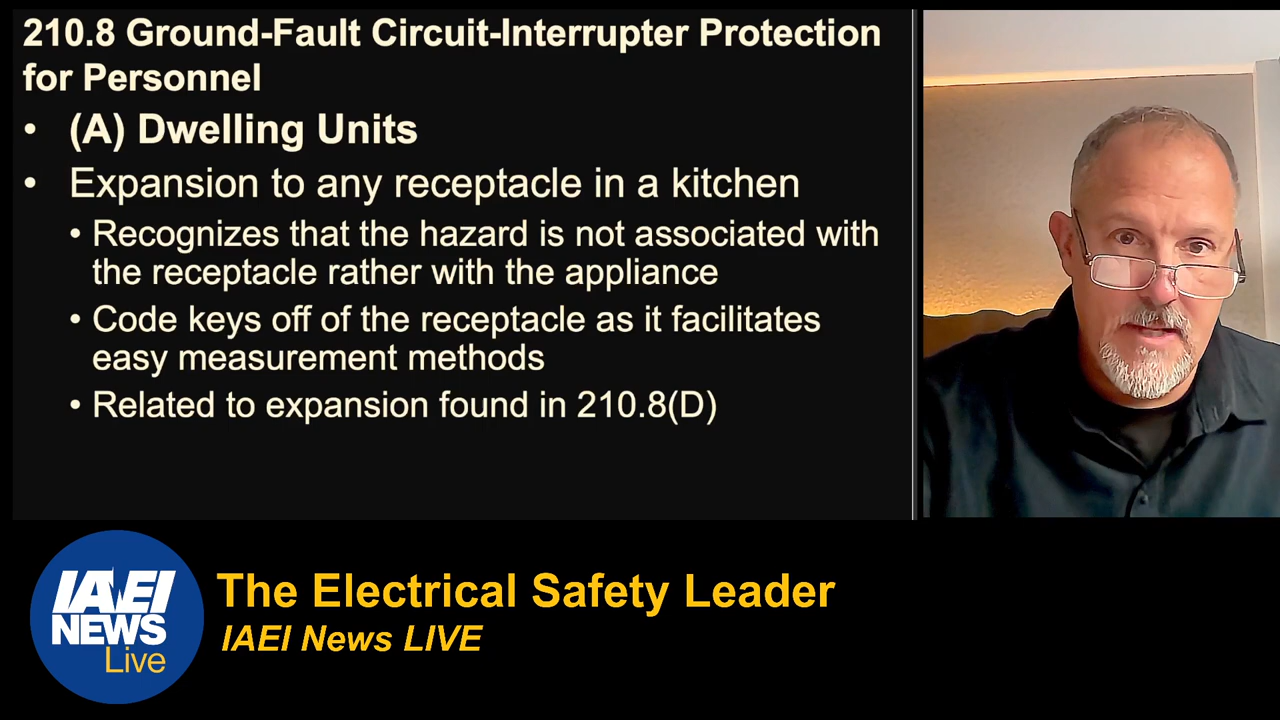 210.8 Ground-Fault Circuit-Interrupter Protection
for Personnel
• (A) Dwelling Units
• Expansion to any receptacle in a kitchen
• Recognizes that the hazard is not associated with
the receptacle rather with the appliance
• Code keys off of the receptacle as it facilitates
easy measurement methods
• Related to expansion found in 210.8(D)
IAEI
NEWS
Live
The Electrical Safety Leader
IAEI News LIVE